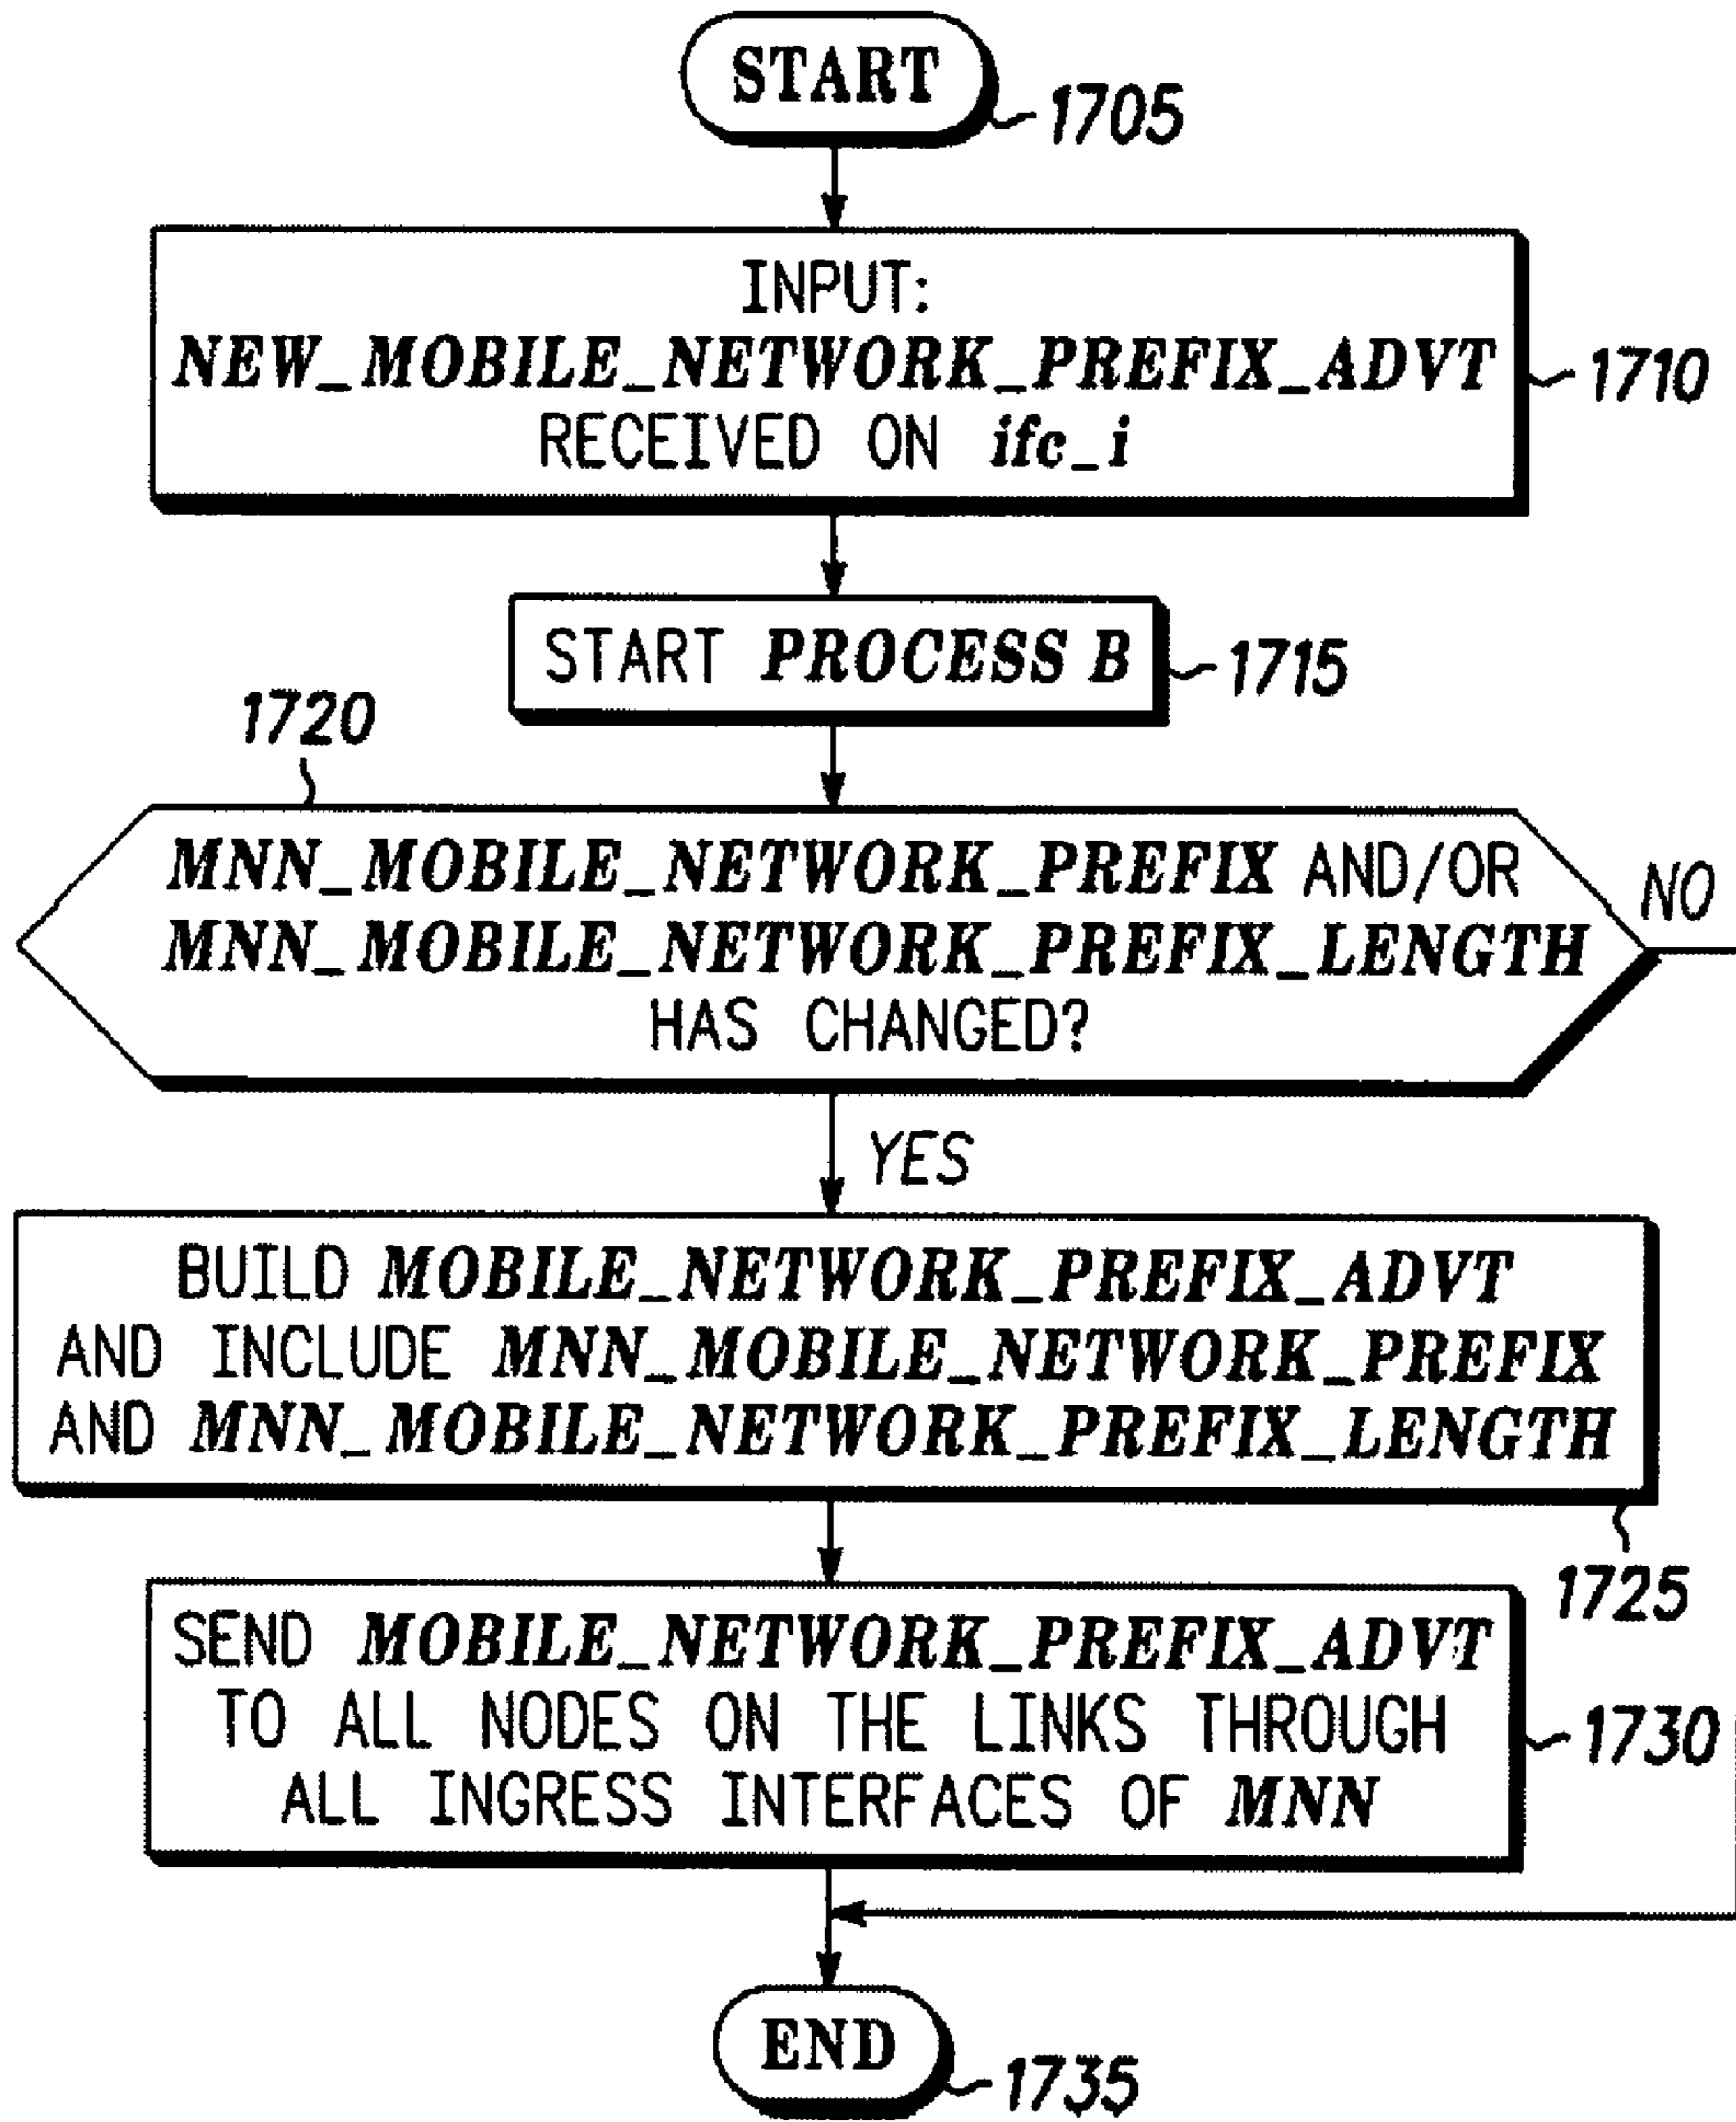 START
1705
INPUT:
NEW_MOBILE_NETWORK_PREFIX_ADVT
RECEIVED ON ifc_i
1710
START PROCESS B
1715
1720
MNN_MOBILE_NETWORK_PREFIX AND/OR
MNN_MOBILE_NETWORK_PREFIX_LENGTH
HAS CHANGED?
NO
YES
BUILD MOBILE_NETWORK_PREFIX_ADVT
AND INCLUDE MNN_MOBILE_NETWORK_PREFIX
AND MNN_MOBILE_NETWORK_PREFIX_LENGTH
1725
SEND MOBILE_NETWORK_PREFIX_ADVT
TO ALL NODES ON THE LINKS THROUGH
ALL INGRESS INTERFACES OF MNN
1730
END
1735